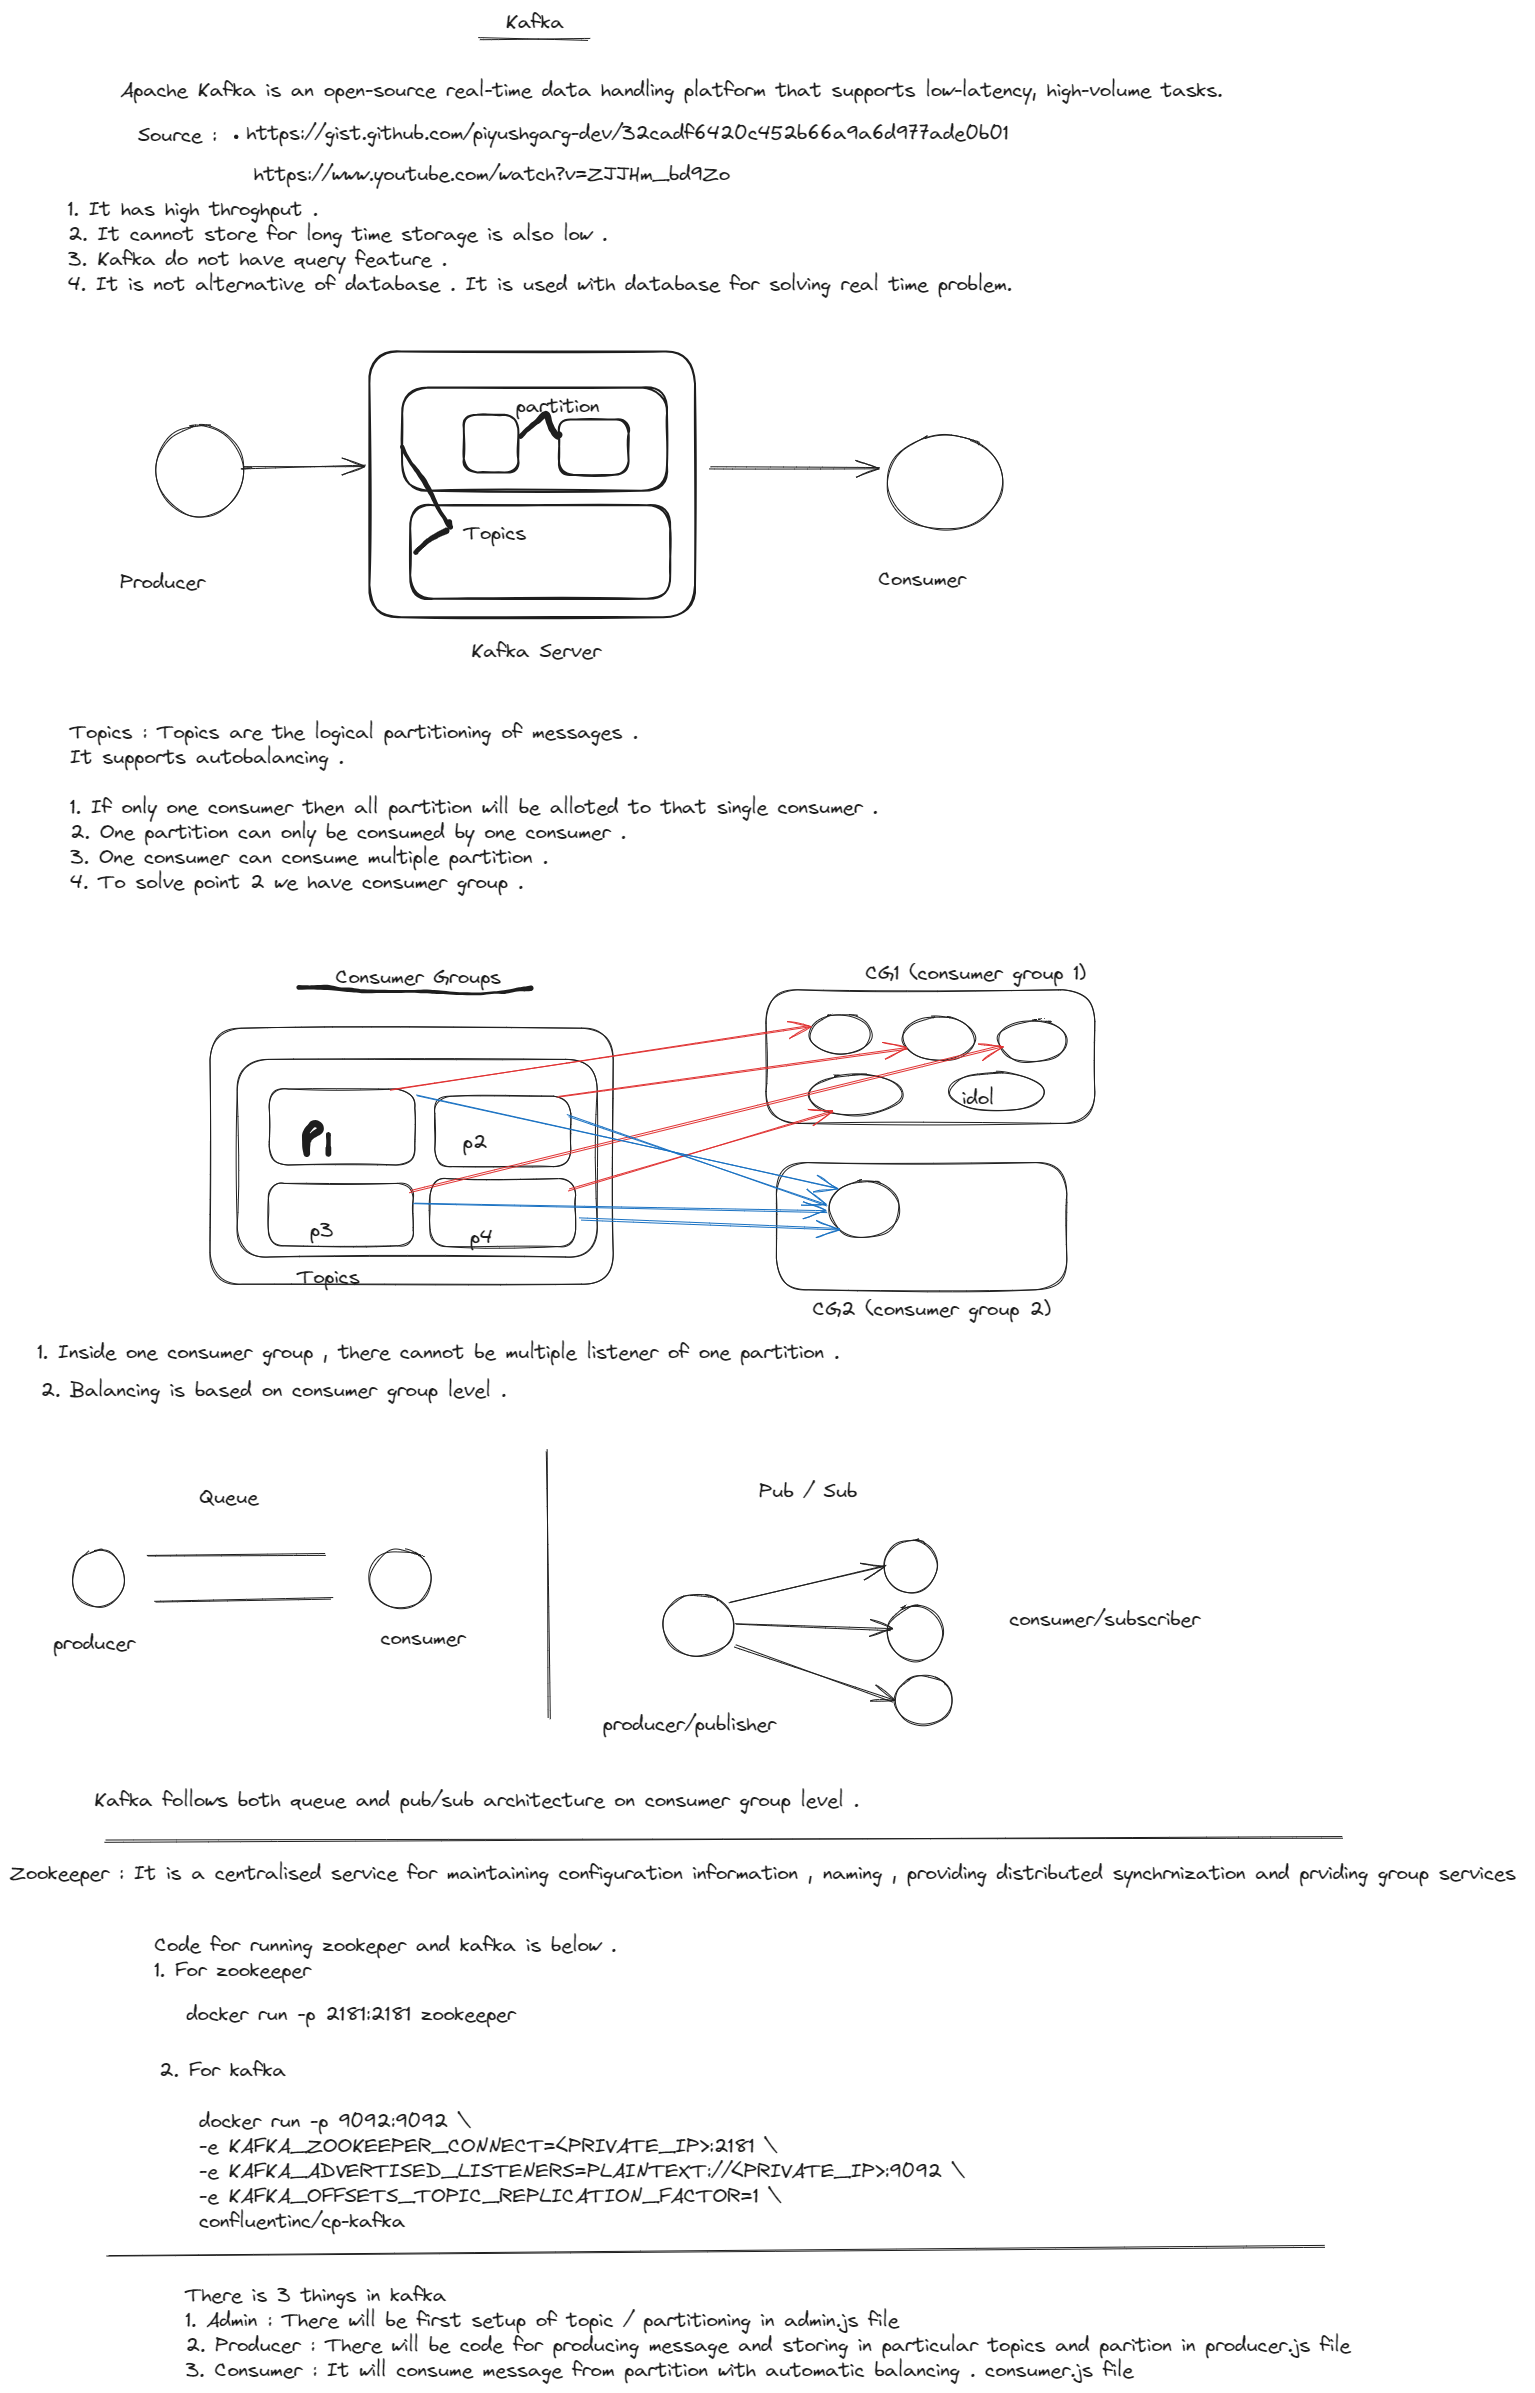 Kafka
Apache Kafka is an open-source real-time data handling platform that supports low-latency, high-volume tasks.
Source : • https://gist.github.com/piyushgarg-dev/32cadf6420c452b66a9a6d977ade0b01
https://www.youtube.com/watch?v=ZJJHm_bd9Zo
1. It has high throghput .
2. It cannot store for long time storage is also low .
3. Kafka do not have query feature .
4. It is not alternative of database . It is used with database for solving real time problem.
partition
Topics
Producer
Consumer
Kafka Server
Topics : Topics are the logical partitioning of messages .
It supports autobalancing .
1. If only one consumer then all partition will be alloted to that single consumer .
2. One partition can only be consumed by one consumer .
3. One consumer can consume multiple partition .
4. To solve point 2 we have consumer group .
Consumer Groups
CG1 (consumer group 1)
idol
P1
p2
p3
p4
Topics
CG2 (consumer group 2)
1. Inside one consumer group , there cannot be multiple listener of one partition .
2. Balancing is based on consumer group level .
Queue
Pub / Sub
producer
consumer
consumer/subscriber
producer/publisher
Kafka follows both queue and pub/sub architecture on consumer group level .
Zookeeper : It is a centralised service for maintaining configuration information , naming , providing distributed synchrnization and prviding group services
Code for running zookeper and kafka is below .
1. For zookeeper
docker run -p 2181:2181 zookeeper
2. For kafka
docker run -p 9092:9092 \
-e KAFKA_ZOOKEEPER_CONNECT=<PRIVATE_IP>:2181 \
-e KAFKA_ADVERTISED_LISTENERS=PLAINTEXT://<PRIVATE_IP>:9092 \
-e KAFKA_OFFSETS_TOPIC_REPLICATION_FACTOR=1 \
confluentinc/cp-kafka
There is 3 things in kafka
1. Admin : There will be first setup of topic / partitioning in admin.js file
2. Producer : There will be code for producing message and storing in particular topics and parition in producer.js file
3. Consumer : It will consume message from partition with automatic balancing . consumer.js file